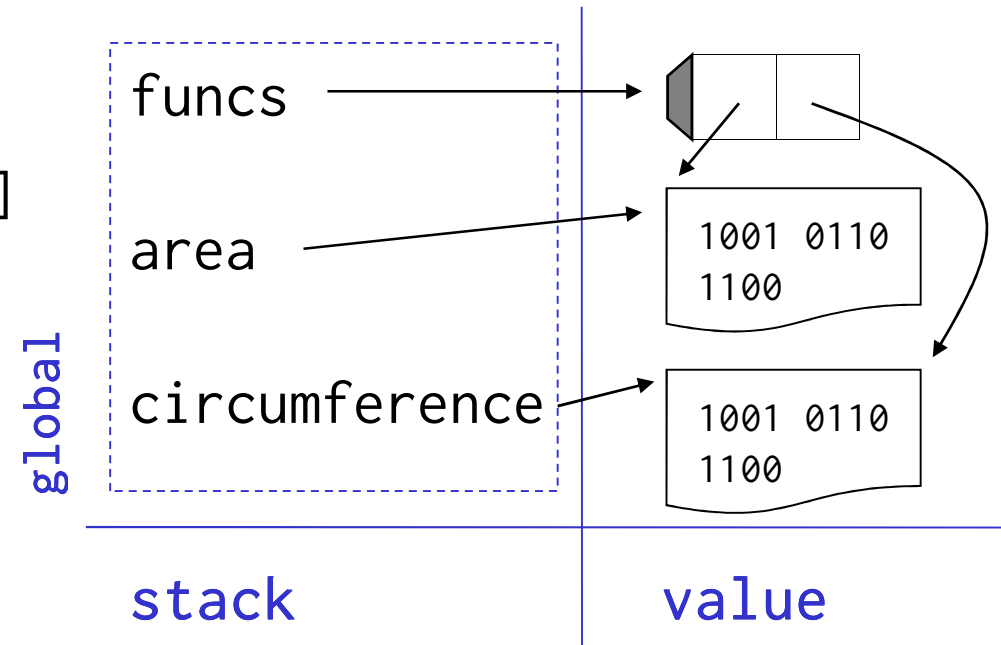 funcs
]
area
1001 0110
1100
circumference
1001 0110
1100
global
stack
value